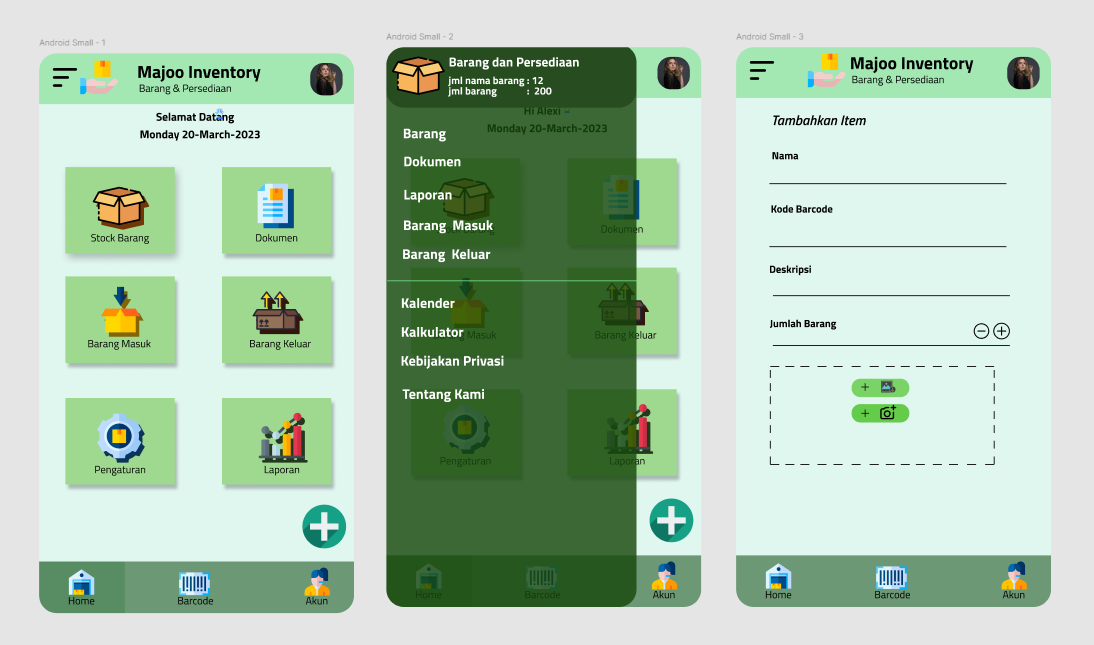 Android Small - 1
Majoo Inventory
Barang & Persediaan
Selamat Datang
Monday 20-March-2023
Stock Barang
Dokumen
Barang Masuk
Barang Keluar
Pengaturan
Laporan
Home
Barcode
Akun
Android Small - 2
Barang dan Persediaan
jml nama barang : 12
jml barang : 200
Hi Alexi
Monday 20-March-2023
Barang
Dokumen
Laporan
Barang Masuk
Barang Keluar
Kalender
Kalkulator
Kebijakan Privasi
Tentang Kami
Dokumen
Masuk
Barang Keluar
Pengaturan
Laporan
Home
Barcode
Akun
Android Small - 3
Majoo Inventory
Barang & Persediaan
Tambahkan Item
Nama
Kode Barcode
Deskripsi
Jumlah Barang
Home
Barcode
Akun